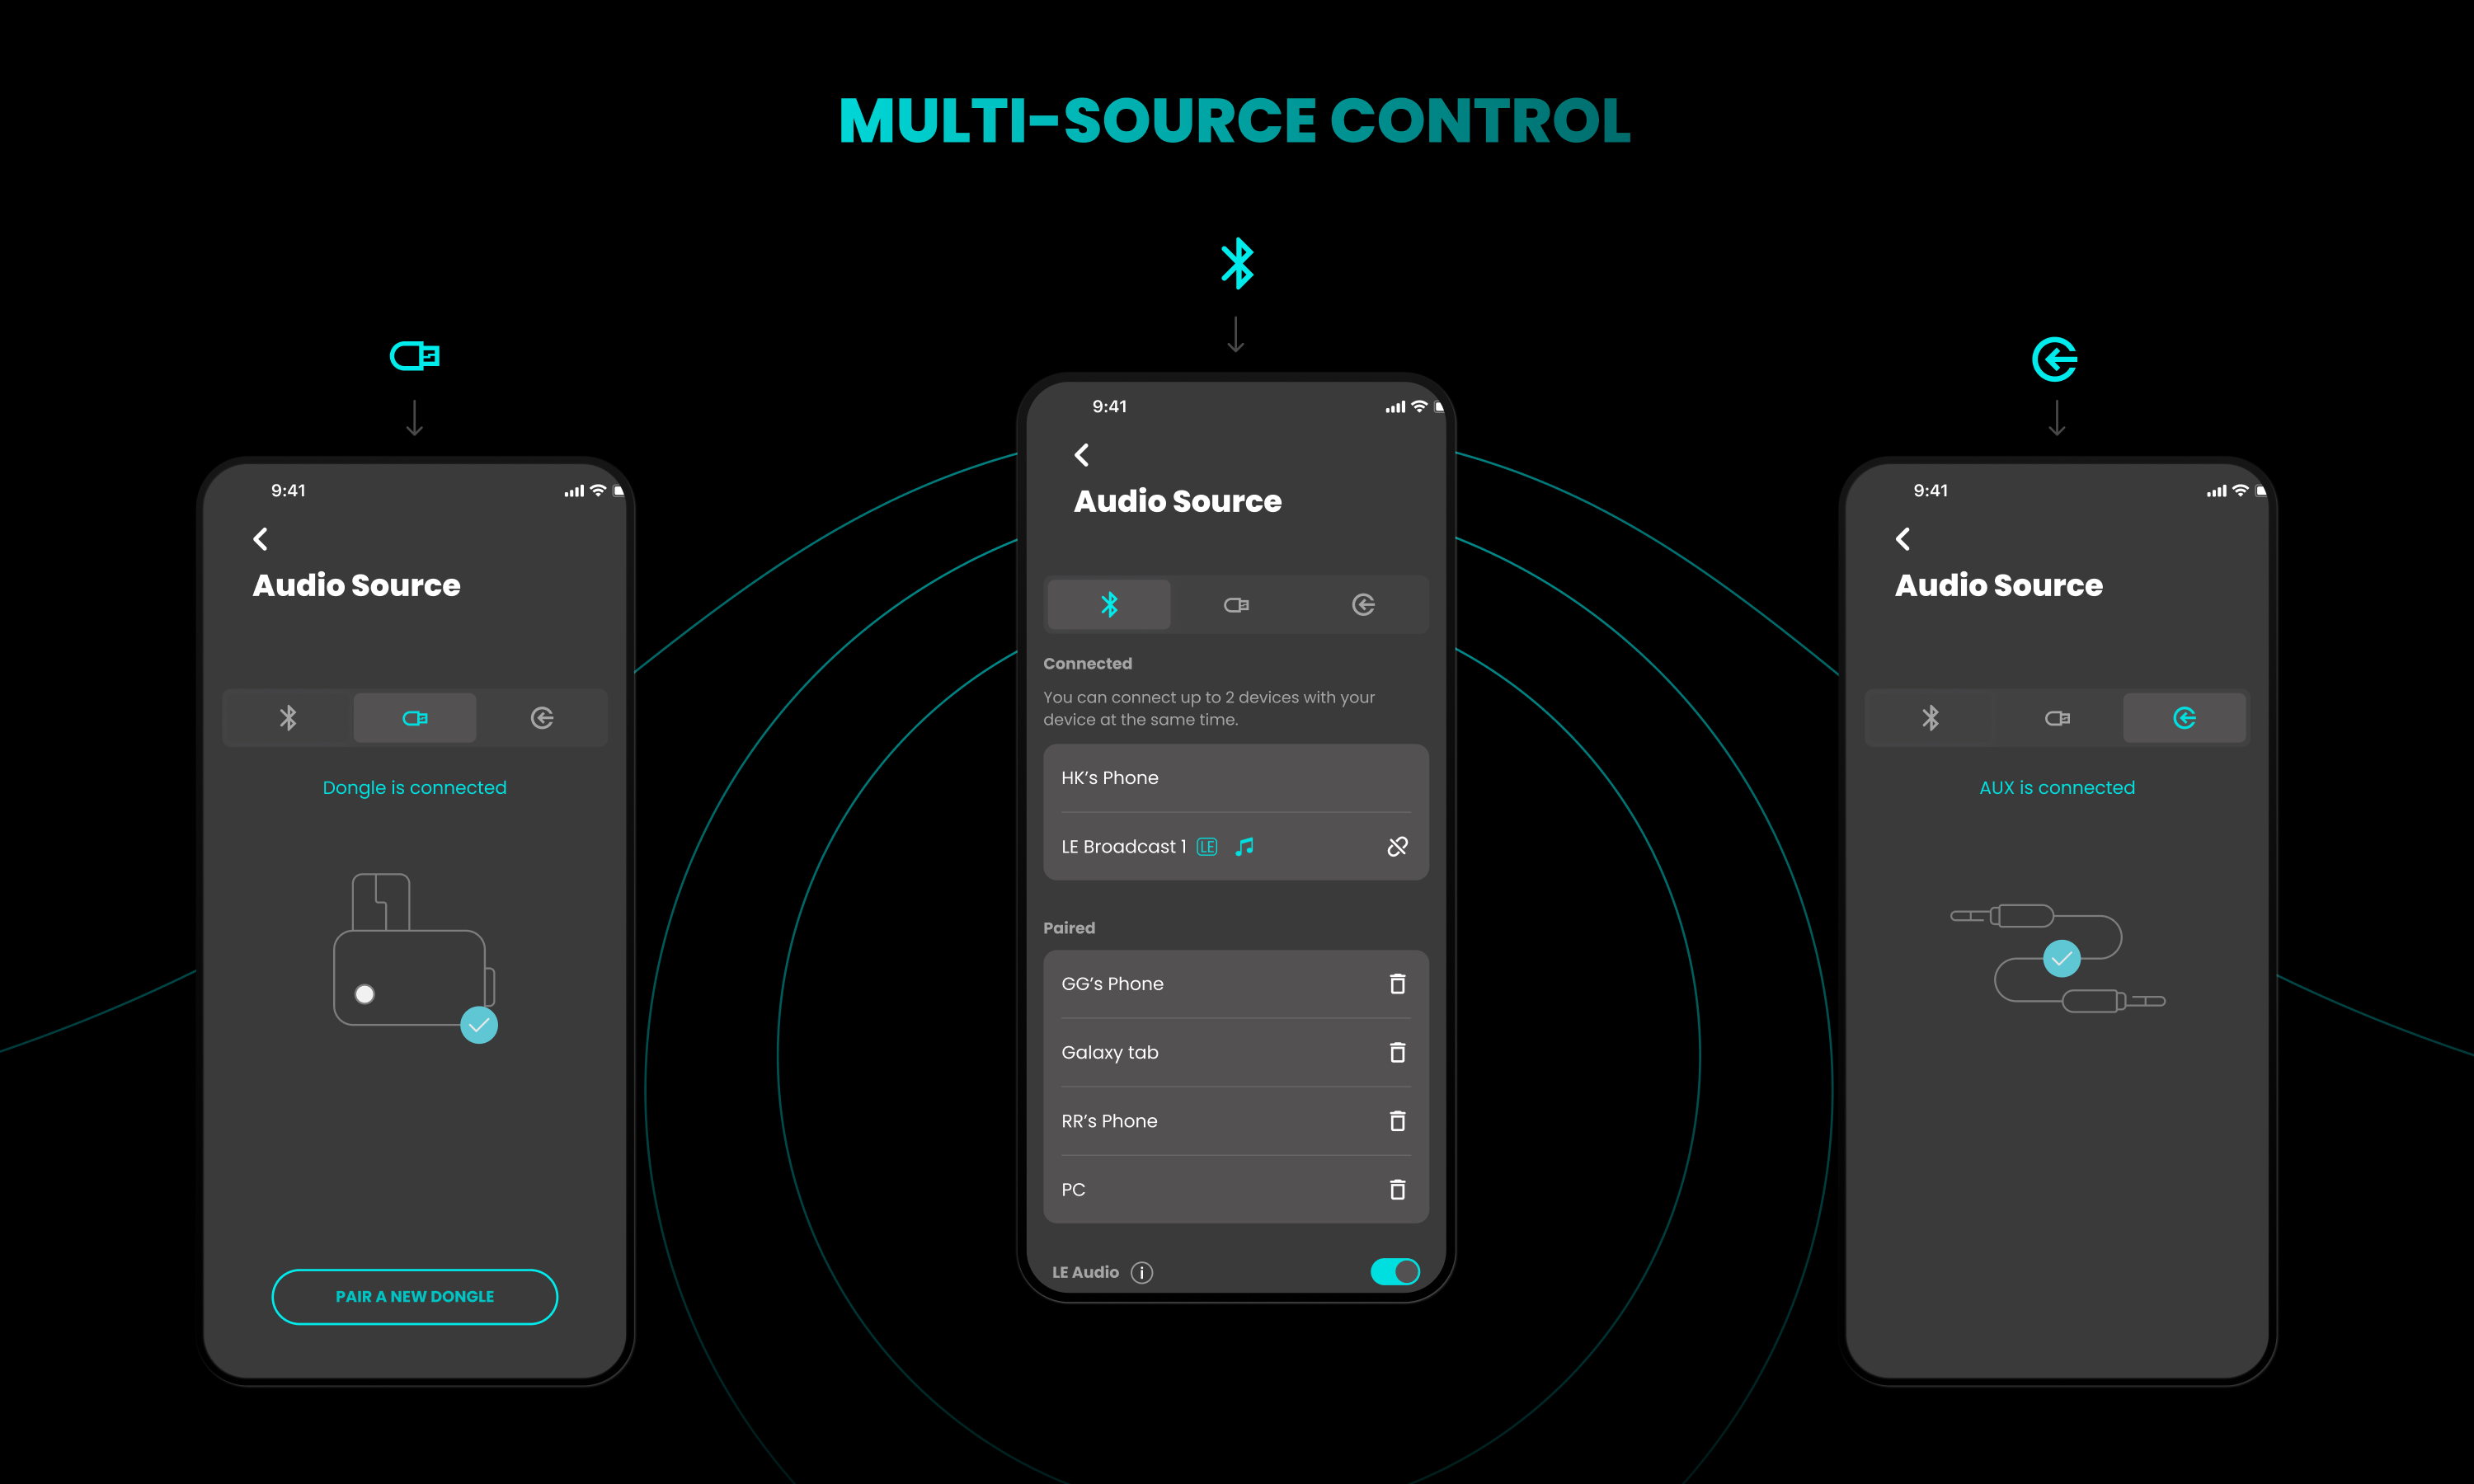 MULTI-SOURCE CONTROL
9:41
Audio Source
Dongle is connected
PAIR A NEW DONGLE
9:41
Audio Source
Connected
You can connect up to 2 devices with your
device at the same time.
HK’s Phone
LE Broadcast 1 LE
Paired
GG’s Phone
Galaxy tab
RR’s Phone
PC
LE Audio
9:41
Audio Source
AUX is connected